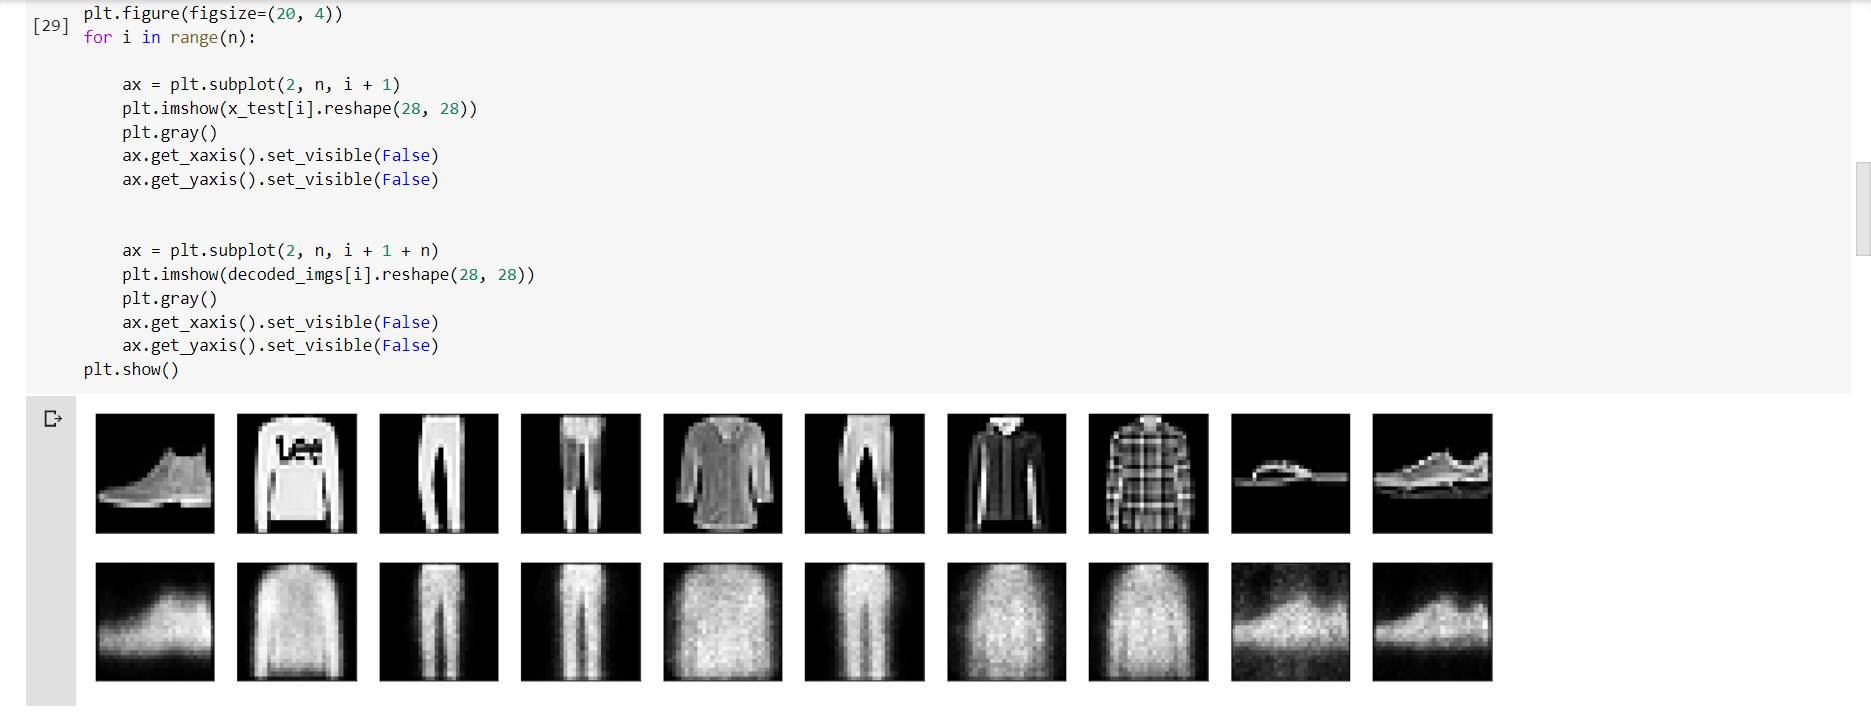 plt.figure(figsize=(20, 4))
[29]
for i in range(n):
ax = plt.subplot(2, n, i + 1)
plt.imshow(x_test[i].reshape(28, 28))
plt.gray()
ax.get_xaxis().set_visible(False)
ax.get_yaxis().set_visible(False)
ax = plt.subplot(2, n, i + 1 + n)
plt.imshow(decoded_imgs[i].reshape(28, 28))
plt.gray()
ax.get_xaxis().set_visible(False)
ax.get_yaxis().set_visible(False)
plt.show()
Lee